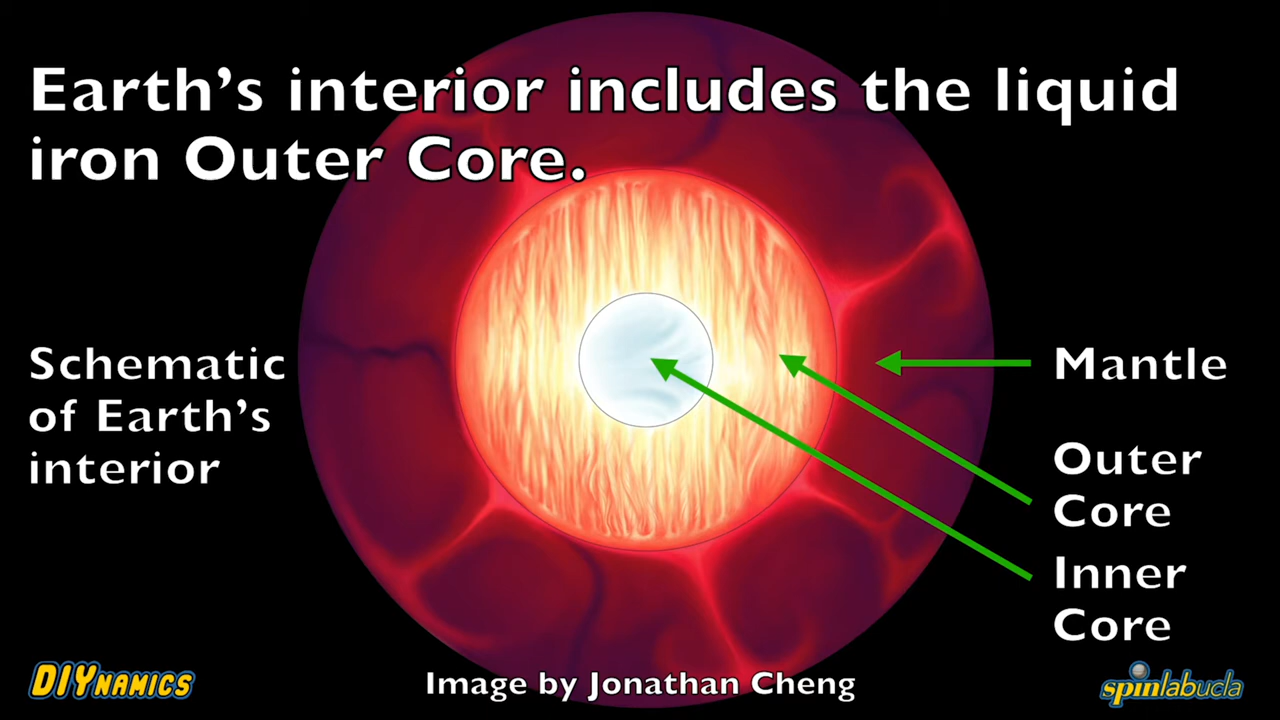 Earth's interior includes the liquid
iron Outer Core.
Schematic
of Earth's
interior
Mantle
Outer
Core
Inner
Core
DIYNAMICS
Image by Jonathan Cheng
spinlabucla